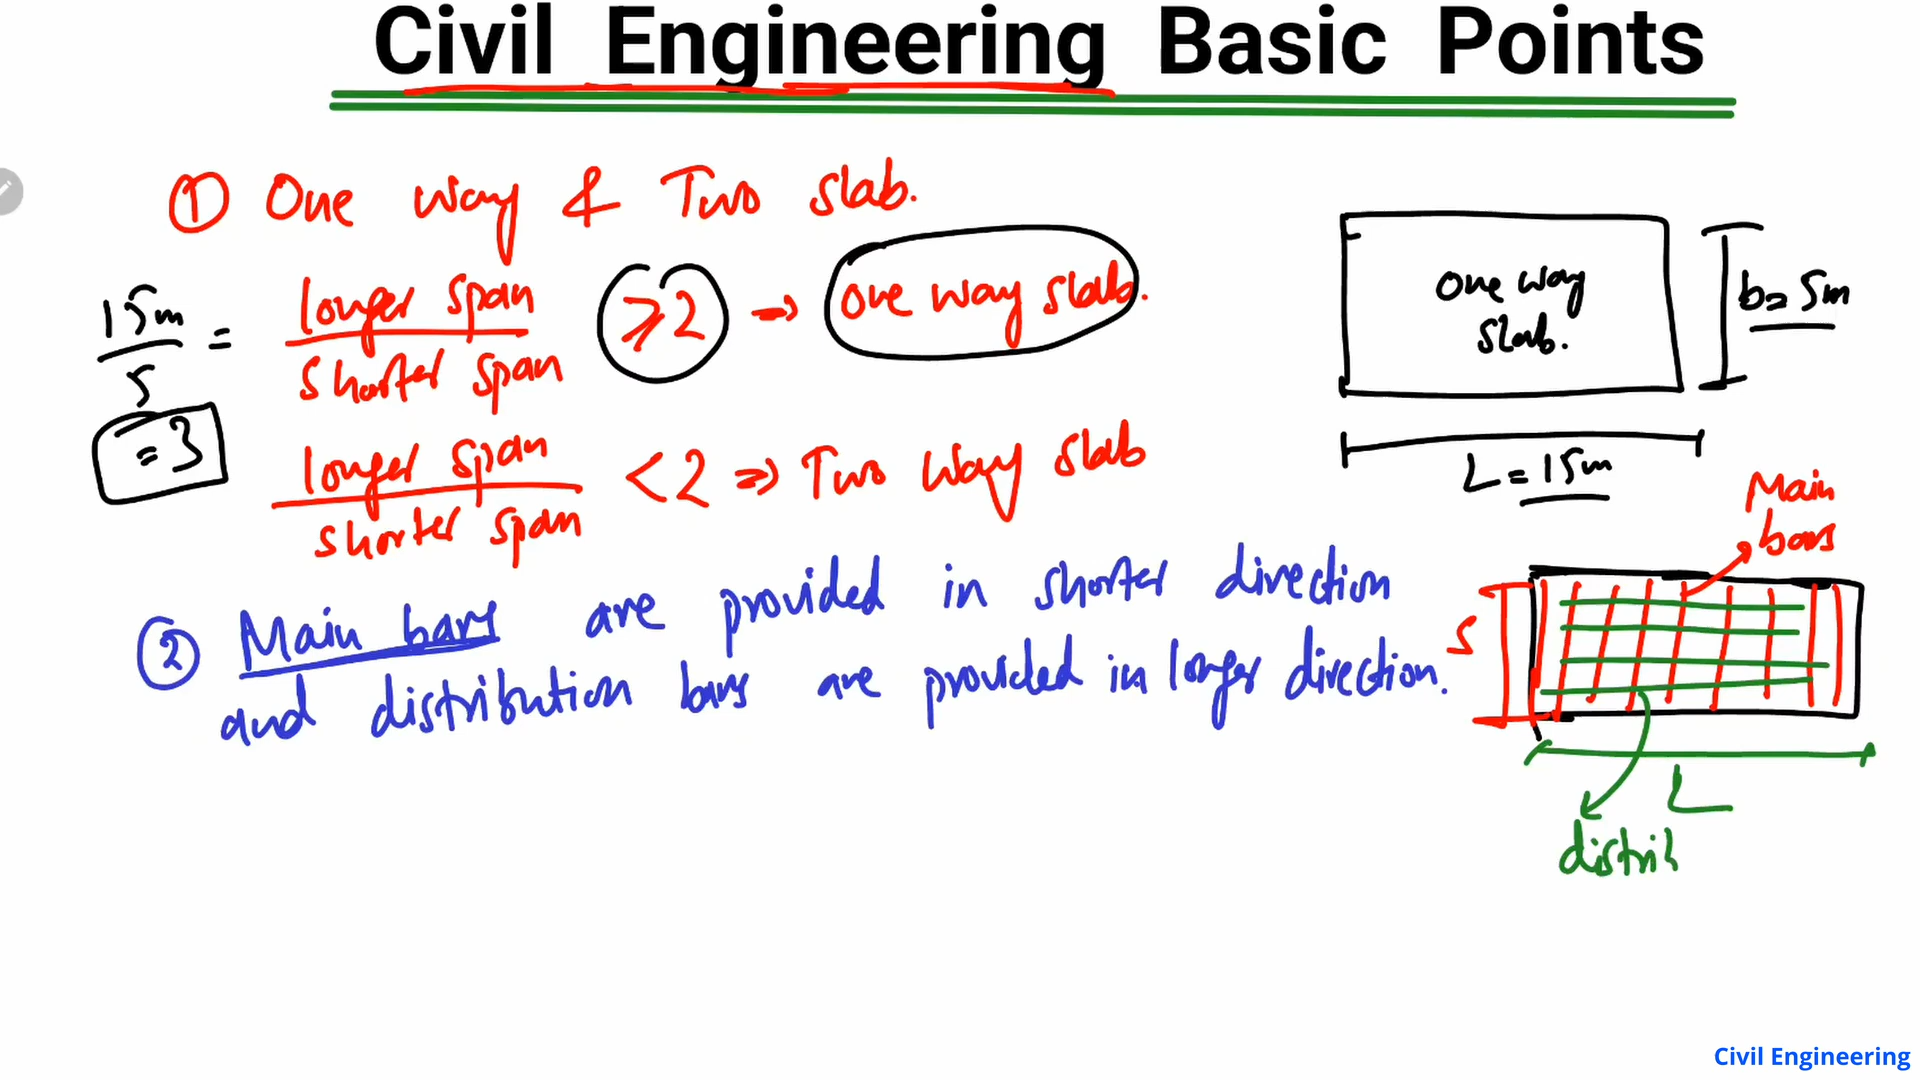 Civil Engineering Basic Points
① One way & Two slab.
15m / 5 = longer span / shorter span ⩾2 → one way slab.
= 3
longer span / shorter span < 2 ⇒ Two way slab
② Main bars are provided in shorter direction
and distribution bars are provided in longer direction.
one way
slab.
b= 5m
L = 15m
Main
bars
S
L
distrib
Civil Engineering